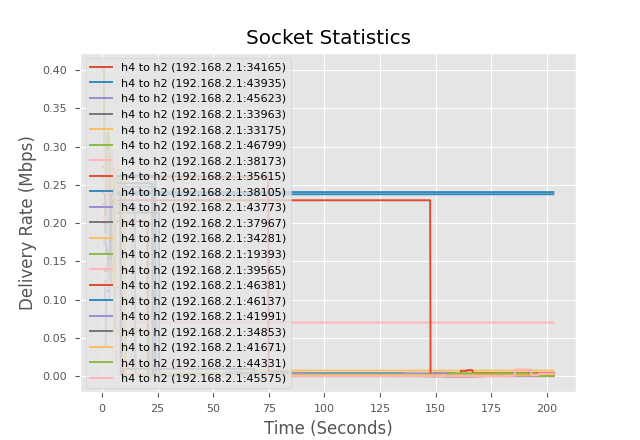 Socket Statistics
Delivery Rate (Mbps)
0.40
0.35
0.30
0.25
0.20
0.15
0.10
0.05
0.00
h4 to h2 (192.168.2.1:34165)
h4 to h2 (192.168.2.1:43935)
h4 to h2 (192.168.2.1:45623)
h4 to h2 (192.168.2.1:33963)
h4 to h2 (192.168.2.1:33175)
h4 to h2 (192.168.2.1:46799)
h4 to h2 (192.168.2.1:38173)
h4 to h2 (192.168.2.1:35615)
h4 to h2 (192.168.2.1:38105)
h4 to h2 (192.168.2.1:43773)
h4 to h2 (192.168.2.1:37967)
h4 to h2 (192.168.2.1:34281)
h4 to h2 (192.168.2.1:19393)
h4 to h2 (192.168.2.1:39565)
h4 to h2 (192.168.2.1:46381)
h4 to h2 (192.168.2.1:46137)
h4 to h2 (192.168.2.1:41991)
h4 to h2 (192.168.2.1:34853)
h4 to h2 (192.168.2.1:41671)
h4 to h2 (192.168.2.1:44331)
h4 to h2 (192.168.2.1:45575)
0 25 50 75 100 125 150 175 200
Time (Seconds)